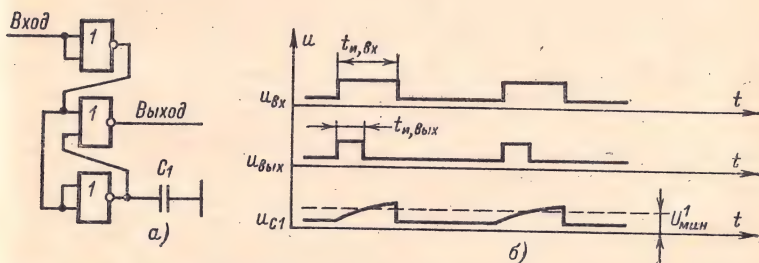 Вход
1
1
Выход
1
C₁
а)
u
tи,вх
uвх
t
tи,вых
uвых
t
uC1
U¹мин
t
б)